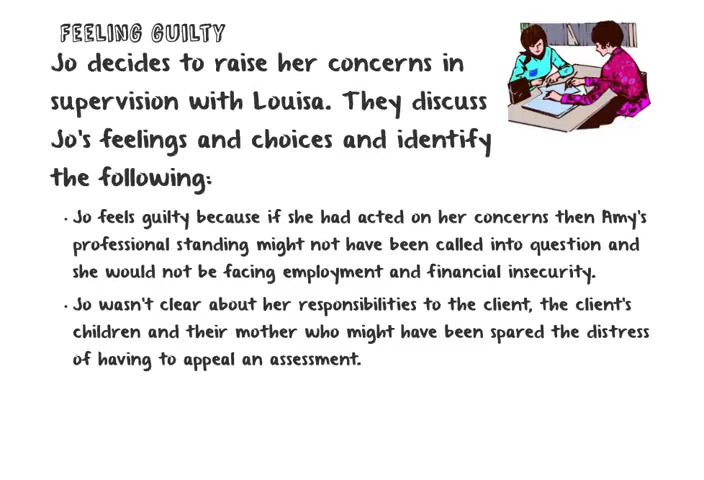 FEELING GUILTY
Jo decides to raise her concerns in
supervision with Louisa. They discuss
Jo's feelings and choices and identify
the following:
• Jo feels guilty because if she had acted on her concerns then Amy's
professional standing might not have been called into question and
she would not be facing employment and financial insecurity.
• Jo wasn't clear about her responsibilities to the client, the client's
children and their mother who might have been spared the distress
of having to appeal an assessment.